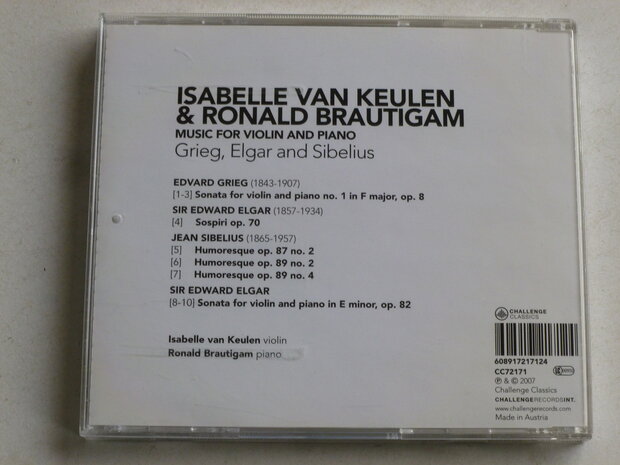 ISABELLE VAN KEULEN
& RONALD BRAUTIGAM
MUSIC FOR VIOLIN AND PIANO
Grieg, Elgar and Sibelius
EDVARD GRIEG (1843-1907)
[1-3] Sonata for violin and piano no. 1 in F major, op. 8
SIR EDWARD ELGAR (1857-1934)
[4] Sospiri op. 70
JEAN SIBELIUS (1865-1957)
[5] Humoresque op. 87 no. 2
[6] Humoresque op. 89 no. 2
[7] Humoresque op. 89 no. 4
SIR EDWARD ELGAR
[8-10] Sonata for violin and piano in E minor, op. 82
Isabelle van Keulen violin
Ronald Brautigam piano
CHALLENGE
CLASSICS
608917217124
CC72171
℗ & © 2007
Challenge Classics
CHALLENGERECORDSINT.
www.challengerecords.com
Made in Austria